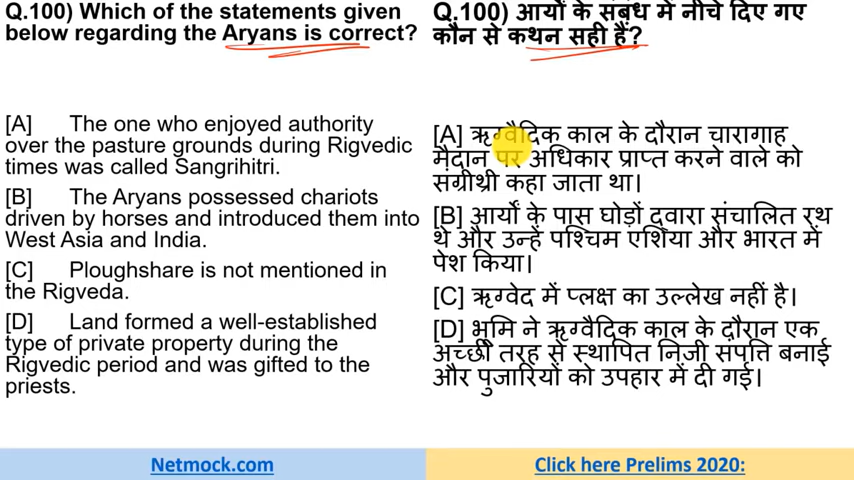 Q.100) Which of the statements given
below regarding the Aryans is correct?
[A] The one who enjoyed authority
over the pasture grounds during Rigvedic
times was called Sangrihitri.
[B] The Aryans possessed chariots
driven by horses and introduced them into
West Asia and India.
[C] Ploughshare is not mentioned in
the Rigveda.
[D] Land formed a well-established
type of private property during the
Rigvedic period and was gifted to the
priests.
Q.100) आर्यों के संबंध में नीचे दिए गए
कौन से कथन सही हैं?
[A] ऋग्वैदिक काल के दौरान चारागाह
मैदान पर अधिकार प्राप्त करने वाले को
संग्रीथ्री कहा जाता था।
[B] आर्यों के पास घोड़ों द्वारा संचालित रथ
थे और उन्हें पश्चिम एशिया और भारत में
पेश किया।
[C] ऋग्वेद में प्लक्ष का उल्लेख नहीं है।
[D] भूमि ने ऋग्वैदिक काल के दौरान एक
अच्छी तरह से स्थापित निजी संपत्ति बनाई
और पुजारियों को उपहार में दी गई।
Netmock.com
Click here Prelims 2020: